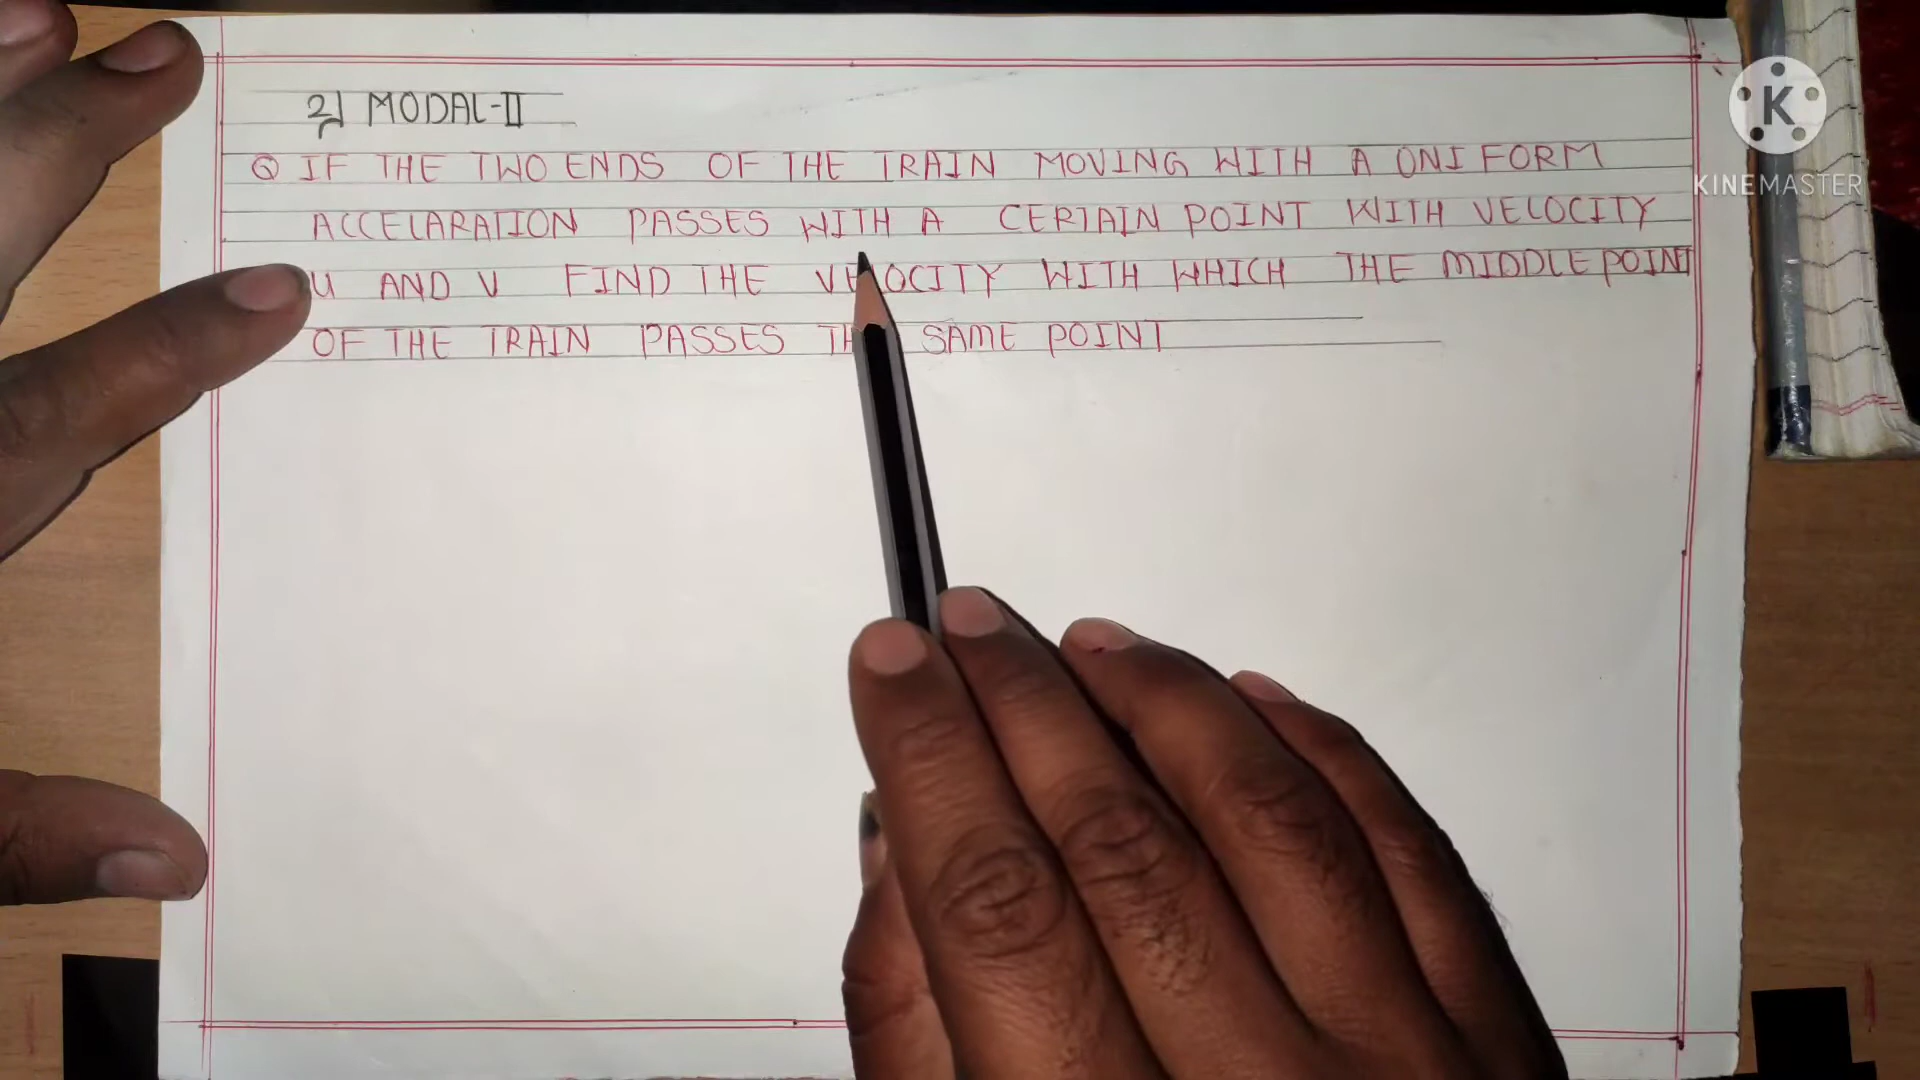 2) MODAL-II
Q IF THE TWO ENDS OF THE TRAIN MOVING WITH A ONIFORM
ACCELARATION PASSES WITH A CERTAIN POINT WITH VELOCITY
U AND V FIND THE VELOCITY WITH WHICH THE MIDDLE POINT
OF THE TRAIN PASSES THE SAME POINT
K
KINEMASTER